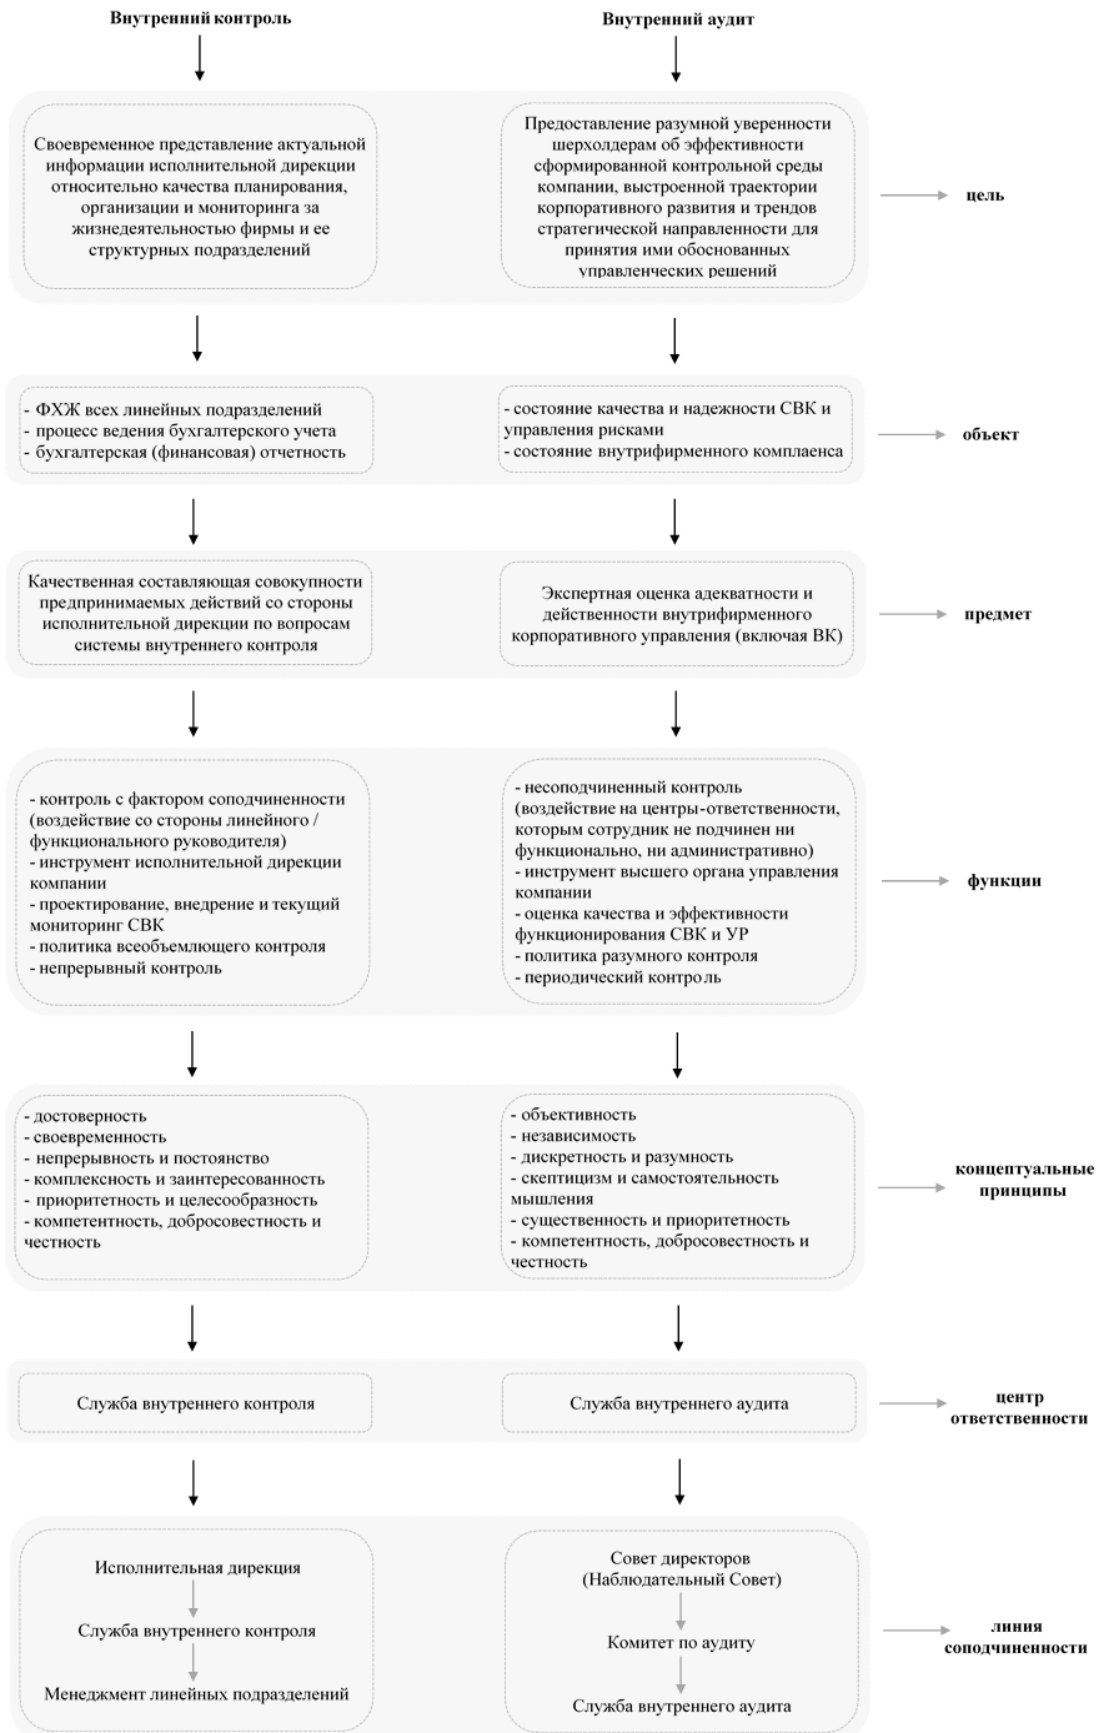 Внутренний контроль
Внутренний аудит
Своевременное представление актуальной
информации исполнительной дирекции
относительно качества планирования,
организации и мониторинга за
жизнедеятельностью фирмы и ее
структурных подразделений
Предоставление разумной уверенности
шерхолдерам об эффективности
сформированной контрольной среды
компании, выстроенной траектории
корпоративного развития и трендов
стратегической направленности для
принятия ими обоснованных
управленческих решений
цель
- ФХЖ всех линейных подразделений
- процесс ведения бухгалтерского учета
- бухгалтерская (финансовая) отчетность
- состояние качества и надежности СВК и
управления рисками
- состояние внутрифирменного комплаенса
объект
Качественная составляющая совокупности
предпринимаемых действий со стороны
исполнительной дирекции по вопросам
системы внутреннего контроля
Экспертная оценка адекватности и
действенности внутрифирменного
корпоративного управления (включая ВК)
предмет
- контроль с фактором соподчиненности
(воздействие со стороны линейного /
функционального руководителя)
- инструмент исполнительной дирекции
компании
- проектирование, внедрение и текущий
мониторинг СВК
- политика всеобъемлющего контроля
- непрерывный контроль
- несоподчиненный контроль
(воздействие на центры-ответственности,
которым сотрудник не подчинен ни
функционально, ни административно)
- инструмент высшего органа управления
компании
- оценка качества и эффективности
функционирования СВК и УР
- политика разумного контроля
- периодический контроль
функции
- достоверность
- своевременность
- непрерывность и постоянство
- комплексность и заинтересованность
- приоритетность и целесообразность
- компетентность, добросовестность и
честность
- объективность
- независимость
- дискретность и разумность
- скептицизм и самостоятельность
мышления
- существенность и приоритетность
- компетентность, добросовестность и
честность
концептуальные
принципы
Служба внутреннего контроля
Служба внутреннего аудита
центр
ответственности
Исполнительная дирекция
Служба внутреннего контроля
Менеджмент линейных подразделений
Совет директоров
(Наблюдательный Совет)
Комитет по аудиту
Служба внутреннего аудита
линия
соподчиненности